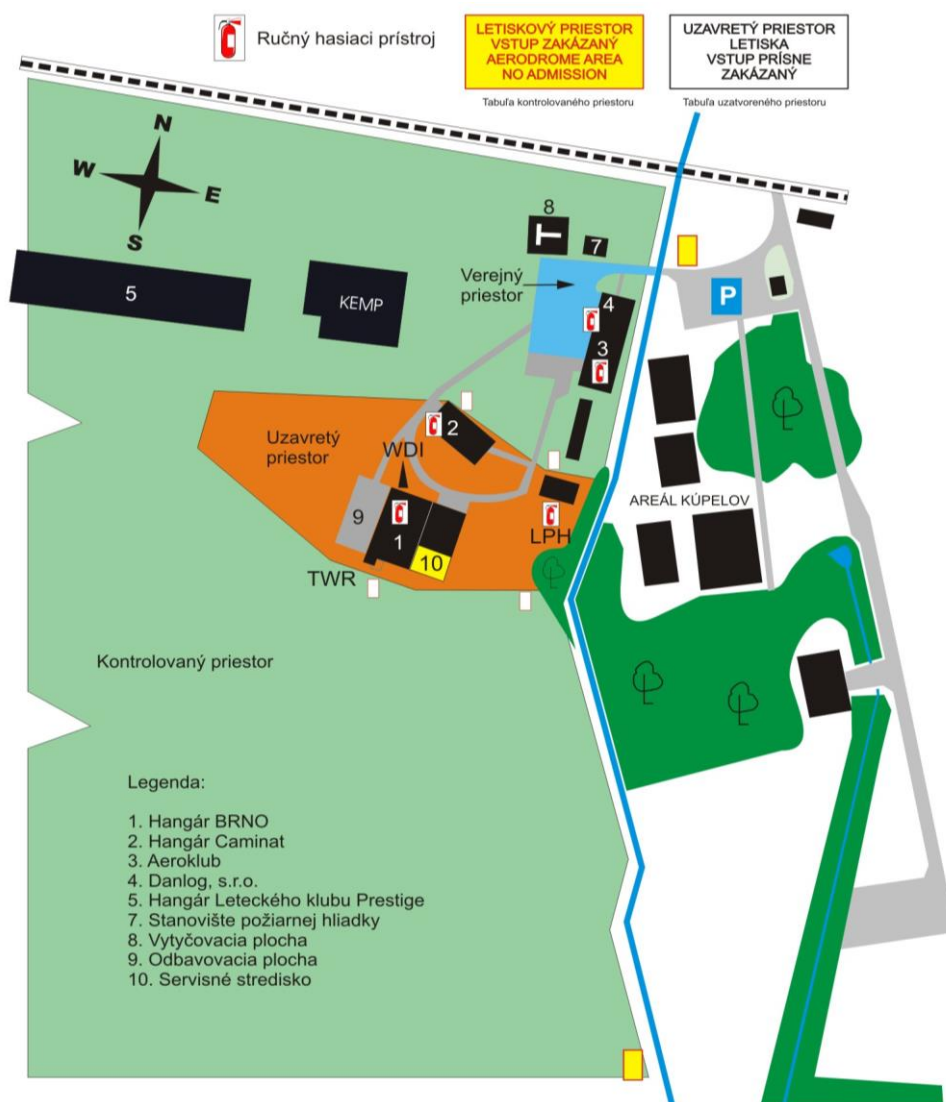 Ručný hasiaci prístroj
LETISKOVÝ PRIESTOR
VSTUP ZAKÁZANÝ
AERODROME AREA
NO ADMISSION
Tabuľa kontrolovaného priestoru
UZAVRETÝ PRIESTOR
LETISKA
VSTUP PRÍSNE
ZAKÁZANÝ
Tabuľa uzatvoreného priestoru
N
W
E
S
8
T
7
Verejný
priestor
5
KEMP
4
P
3
Uzavretý
priestor
2
WDI
AREÁL KÚPELOV
9
1
10
LPH
TWR
Kontrolovaný priestor
Legenda:
1. Hangár BRNO
2. Hangár Caminat
3. Aeroklub
4. Danlog, s.r.o.
5. Hangár Leteckého klubu Prestige
7. Stanovište požiarnej hliadky
8. Vytyčovacia plocha
9. Odbavovacia plocha
10. Servisné stredisko